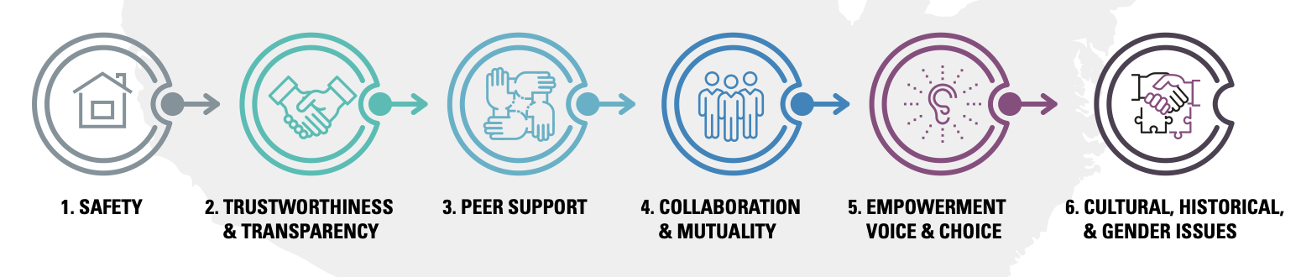 1. SAFETY
2. TRUSTWORTHINESS
& TRANSPARENCY
3. PEER SUPPORT
4. COLLABORATION
& MUTUALITY
5. EMPOWERMENT
VOICE & CHOICE
6. CULTURAL, HISTORICAL,
& GENDER ISSUES